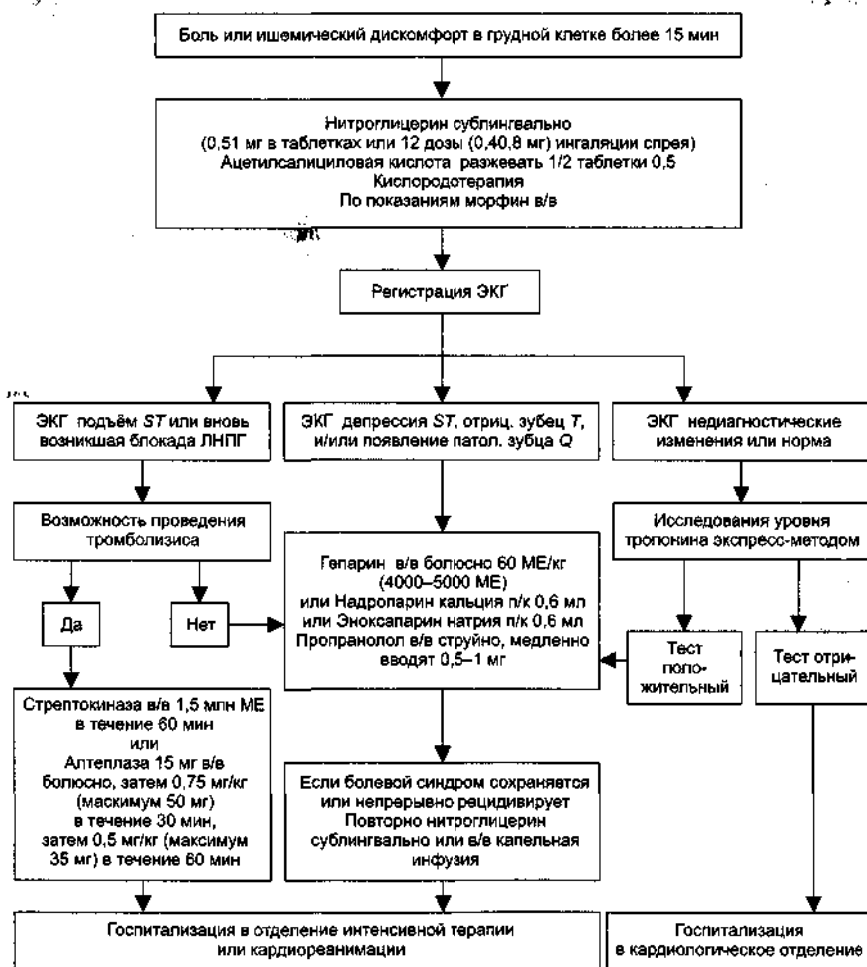 Боль или ишемический дискомфорт в грудной клетке более 15 мин
Нитроглицерин сублингвально
(0,51 мг в таблетках или 12 дозы (0,40,8 мг) ингаляции спрея)
Ацетилсалициловая кислота разжевать 1/2 таблетки 0,5
Кислородотерапия
По показаниям морфин в/в
Регистрация ЭКГ
ЭКГ подъём ST или вновь
возникшая блокада ЛНПГ
ЭКГ депрессия ST, отриц. зубец T,
и/или появление патол. зубца Q
ЭКГ недиагностические
изменения или норма
Возможность проведения
тромболизиса
Исследования уровня
тропонина экспресс-методом
Гепарин в/в болюсно 60 МЕ/кг
(4000–5000 МЕ)
или Надропарин кальция п/к 0,6 мл
или Эноксапарин натрия п/к 0,6 мл
Пропранолол в/в струйно, медленно
вводят 0,5–1 мг
Да
Нет
Тест
поло-
жительный
Тест отри-
цательный
Стрептокиназа в/в 1,5 млн МЕ
в течение 60 мин
или
Алтеплаза 15 мг в/в
болюсно, затем 0,75 мг/кг
(маскимум 50 мг)
в течение 30 мин,
затем 0,5 мг/кг (максимум
35 мг) в течение 60 мин
Если болевой синдром сохраняется
или непрерывно рецидивирует
Повторно нитроглицерин
сублингвально или в/в капельная
инфузия
Госпитализация в отделение интенсивной терапии
или кардиореанимации
Госпитализация
в кардиологическое отделение